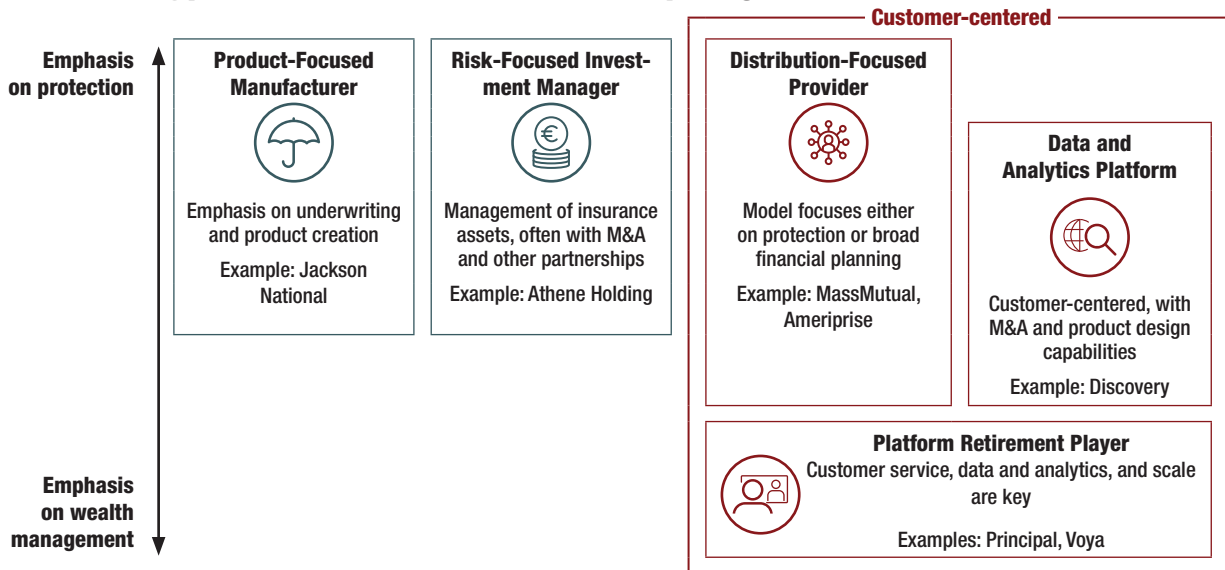 Customer-centered
Emphasis
on protection
Product-Focused
Manufacturer
Emphasis on underwriting
and product creation
Example: Jackson
National
Risk-Focused Invest-
ment Manager
€
Management of insurance
assets, often with M&A
and other partnerships
Example: Athene Holding
Distribution-Focused
Provider
Model focuses either
on protection or broad
financial planning
Example: MassMutual,
Ameriprise
Data and
Analytics Platform
Customer-centered, with
M&A and product design
capabilities
Example: Discovery
Emphasis
on wealth
management
Platform Retirement Player
Customer service, data and analytics, and scale
are key
Examples: Principal, Voya